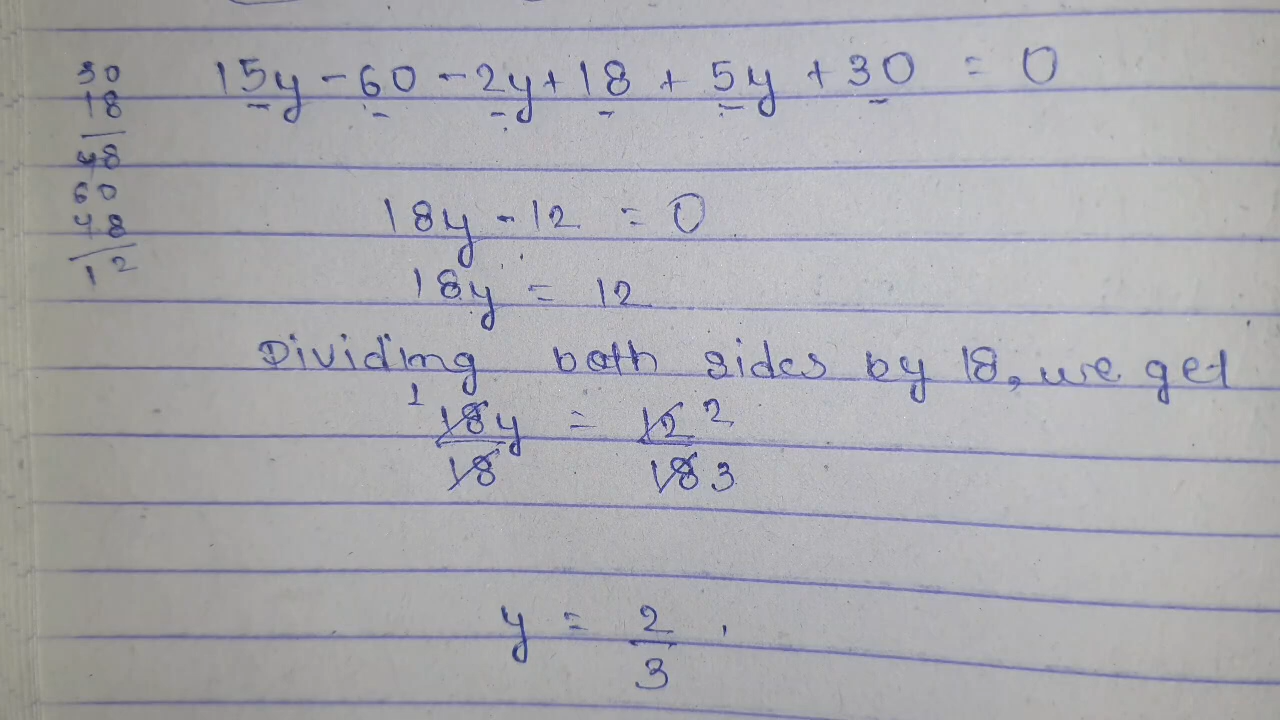 15y - 60 - 2y + 18 + 5y + 30 = 0
30
18
48
60
48
12
18y - 12 = 0
18y = 12
Dividing both sides by 18, we get
1 18y = 12 2
18 18 3
y = 2
3